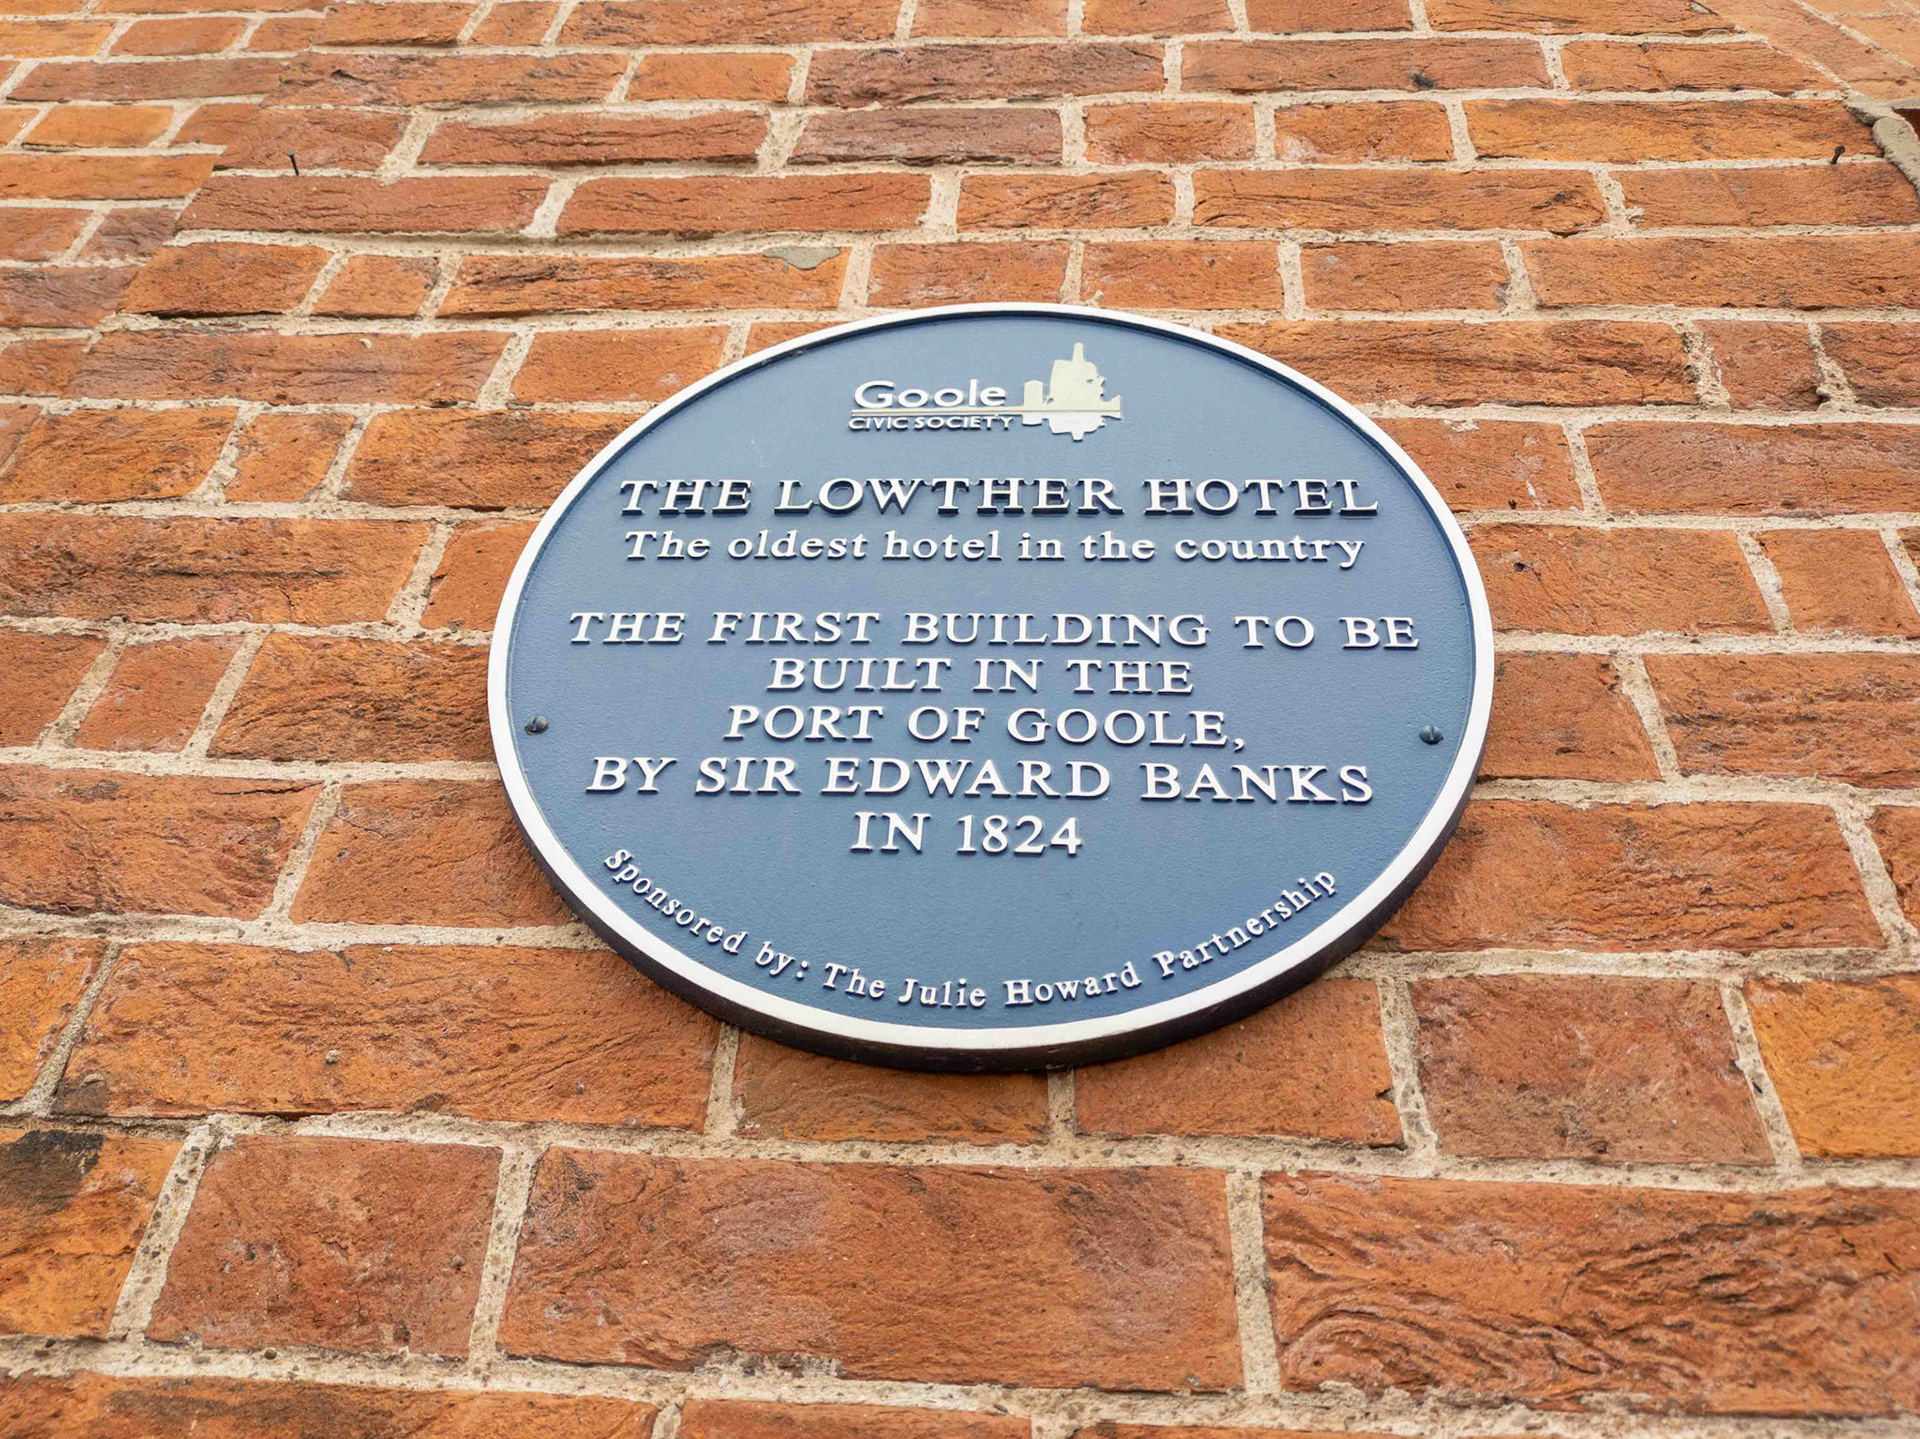 Goole
CIVIC SOCIETY
THE LOWTHER HOTEL
The oldest hotel in the country
THE FIRST BUILDING TO BE
BUILT IN THE
PORT OF GOOLE,
BY SIR EDWARD BANKS
IN 1824
Sponsored by: The Julie Howard Partnership